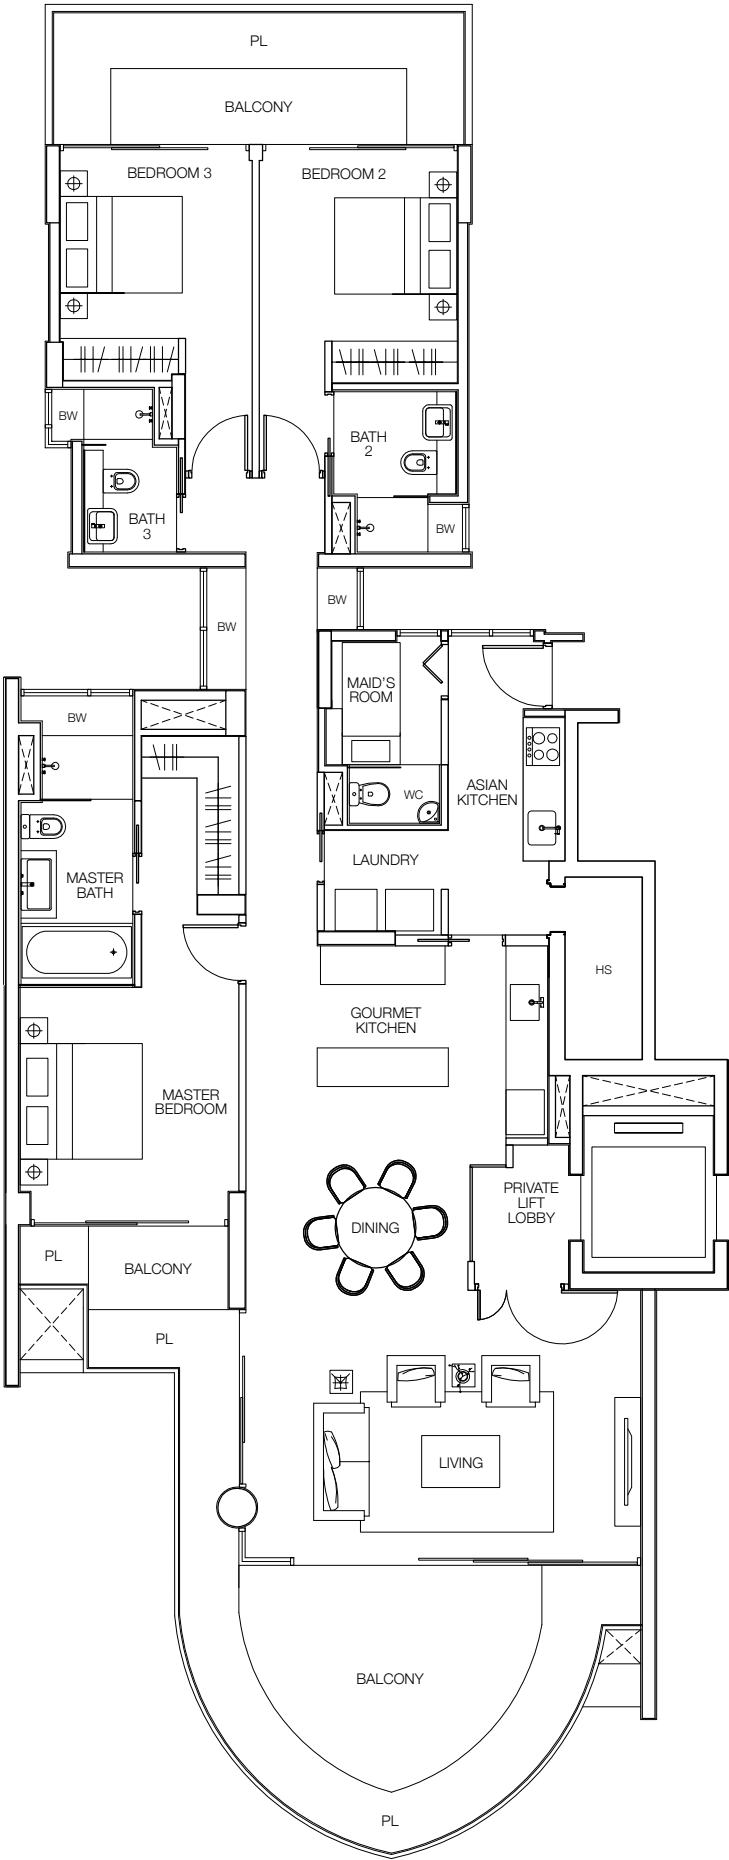 PL
BALCONY
BEDROOM 3
BEDROOM 2
BW
BATH
2
BATH
3
BW
BW
BW
MAID'S
ROOM
BW
ASIAN
KITCHEN
WC
LAUNDRY
MASTER
BATH
HS
GOURMET
KITCHEN
MASTER
BEDROOM
PRIVATE
LIFT
LOBBY
DINING
PL
BALCONY
PL
LIVING
BALCONY
PL